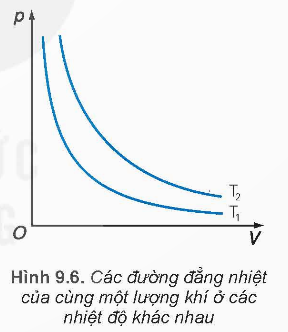 p
T₂
T₁
O
V
Hình 9.6. Các đường đẳng nhiệt
của cùng một lượng khí ở các
nhiệt độ khác nhau